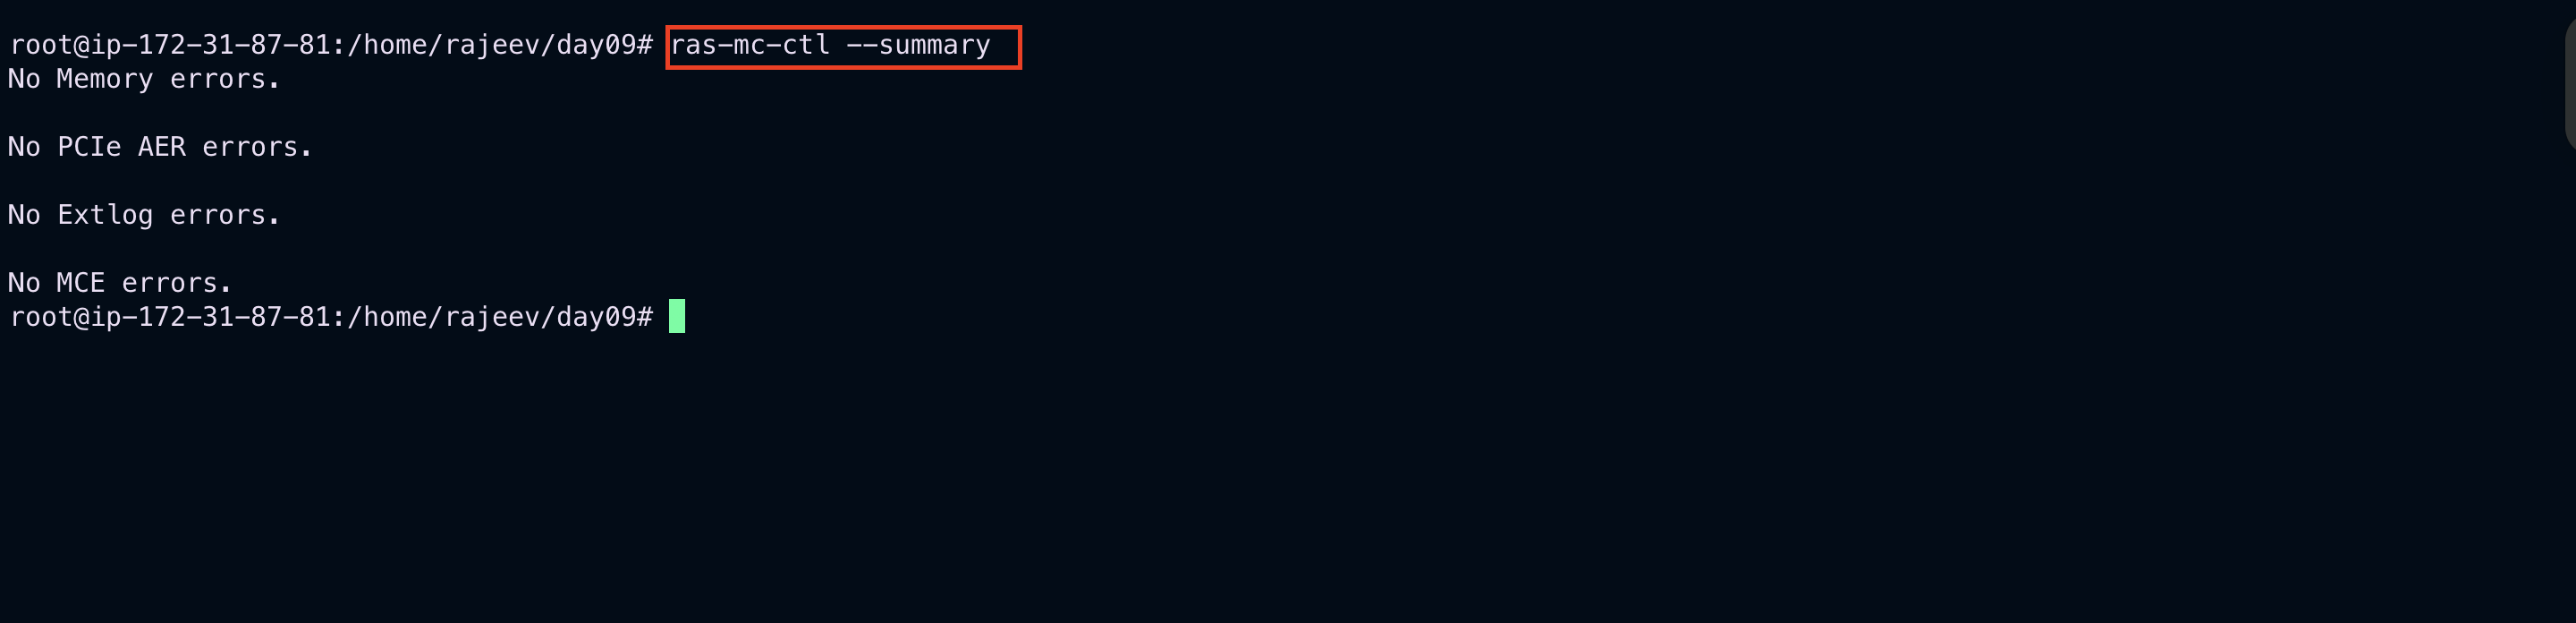 root@ip-172-31-87-81:/home/rajeev/day09# ras-mc-ctl --summary
No Memory errors.
No PCIe AER errors.
No Extlog errors.
No MCE errors.
root@ip-172-31-87-81:/home/rajeev/day09#